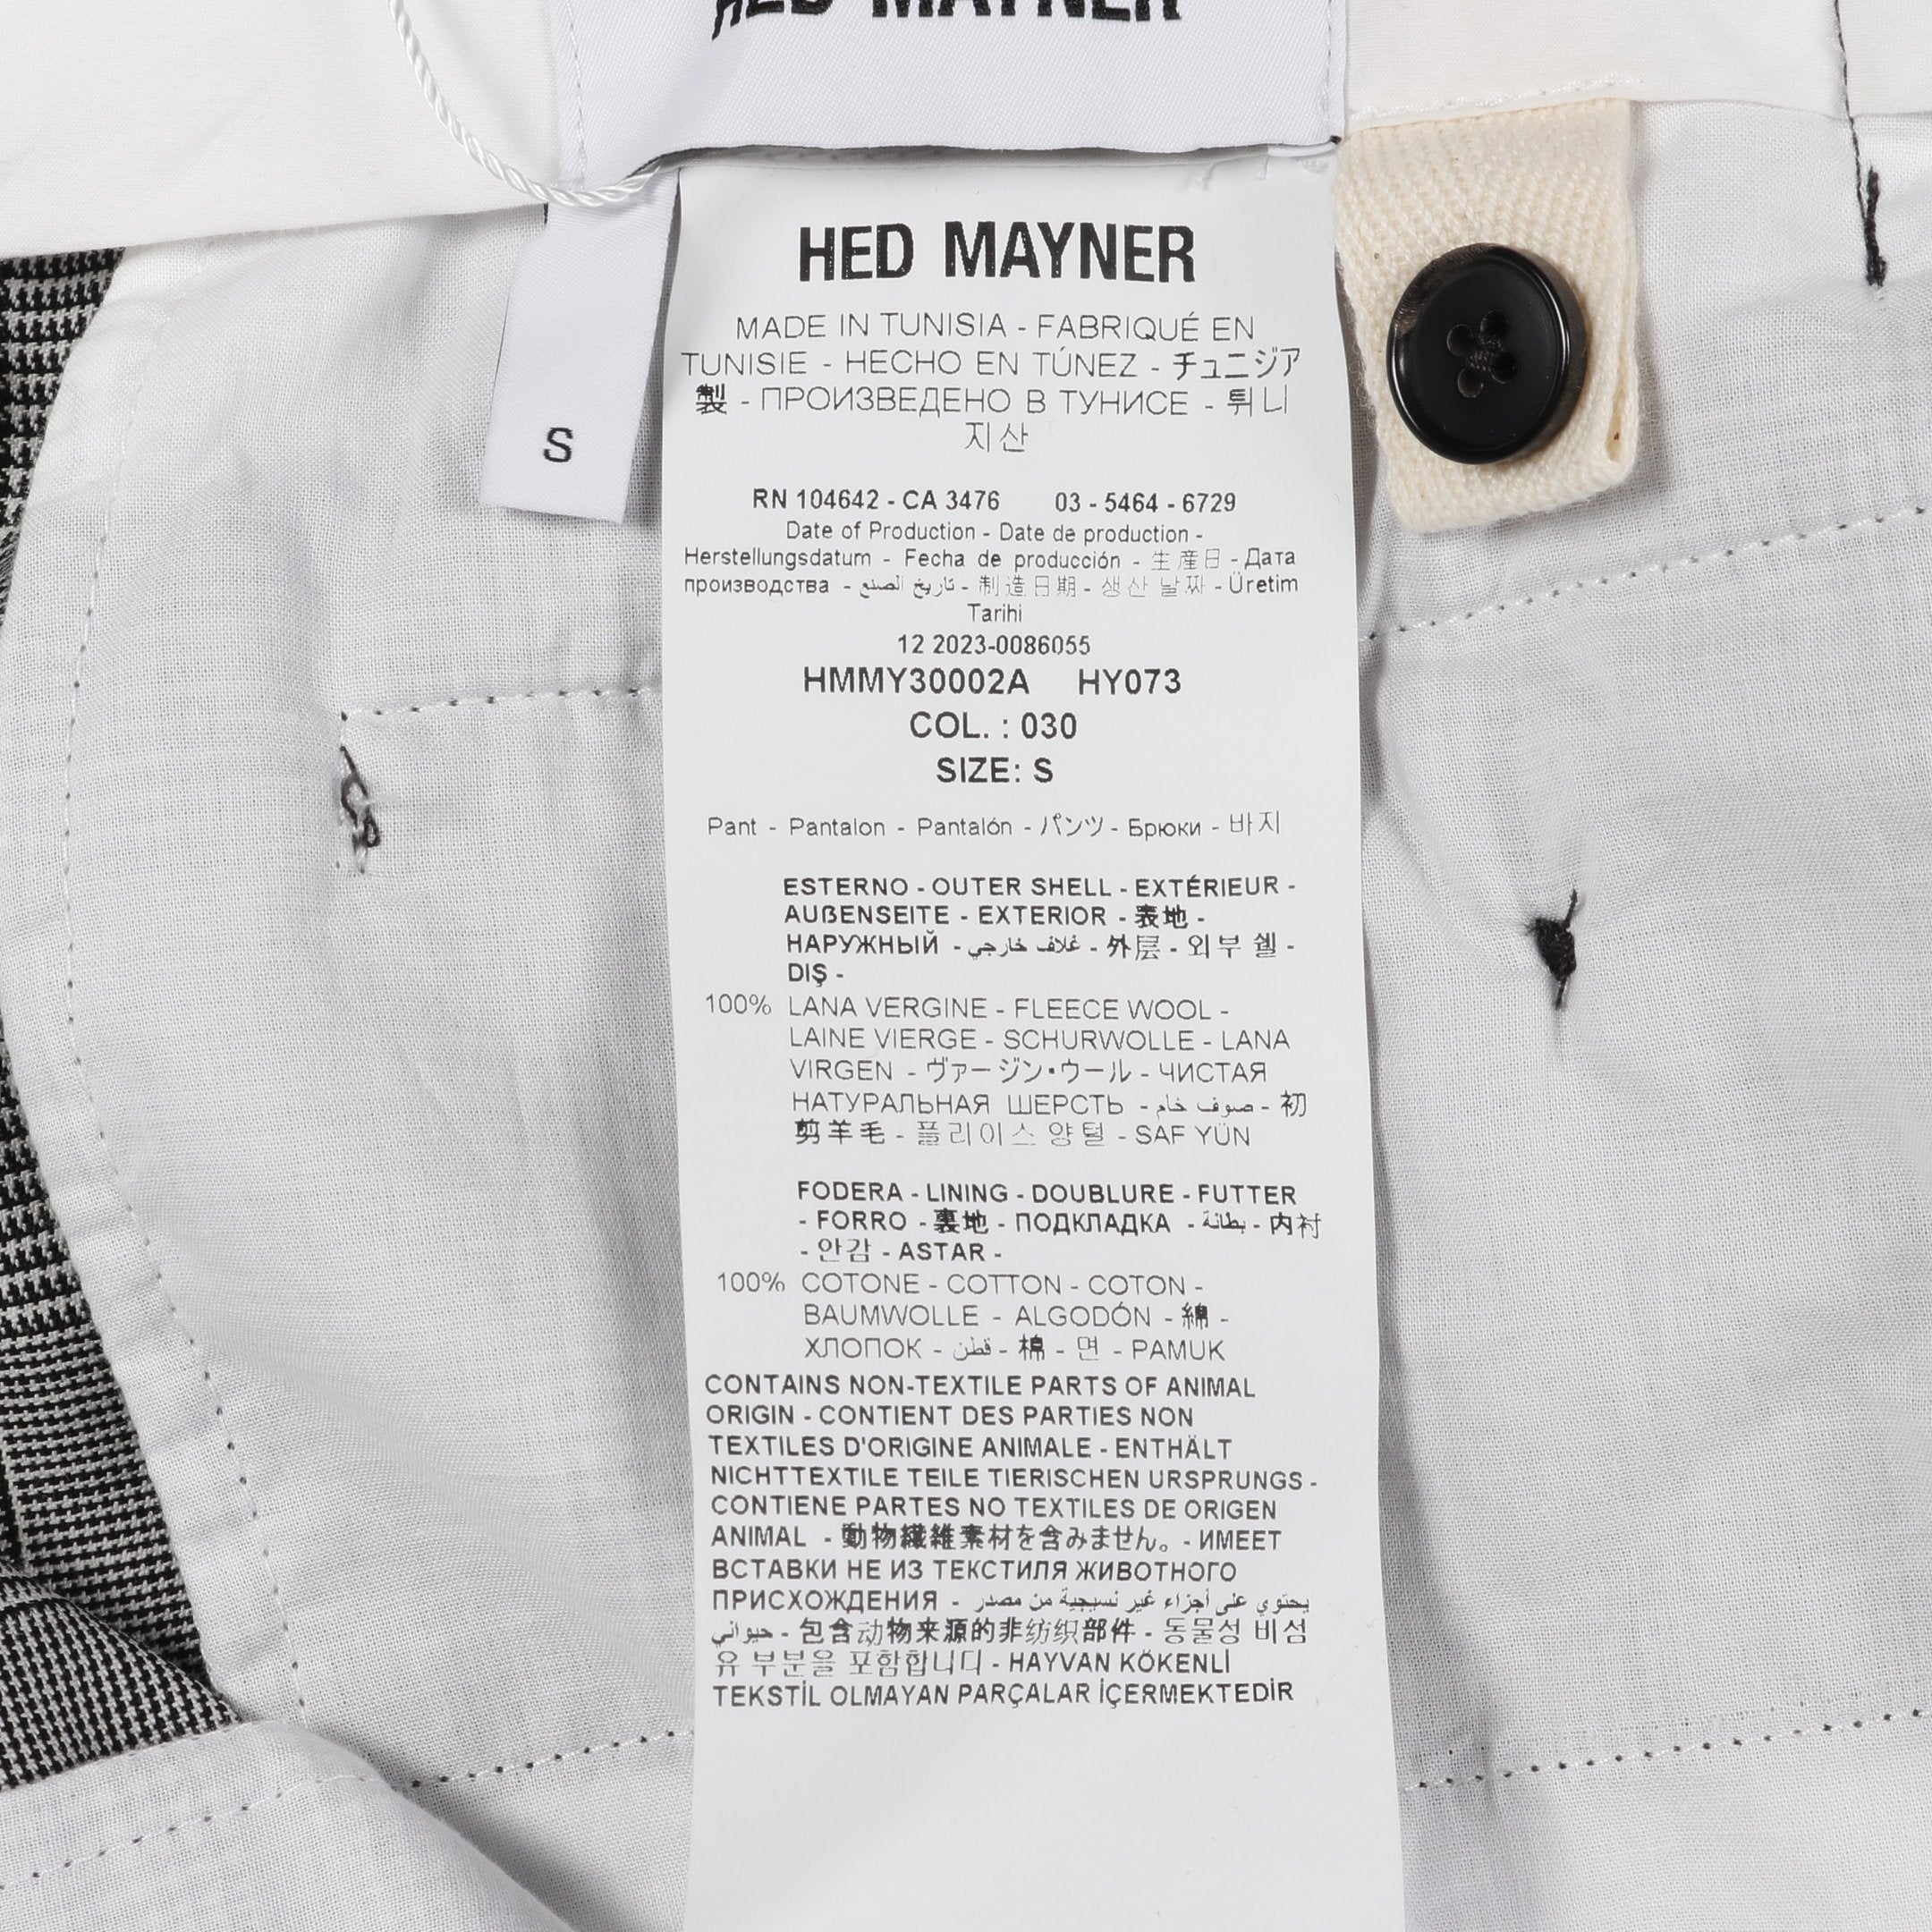 HED MAYNER
S
HED MAYNER
MADE IN TUNISIA - FABRIQUÉ EN
TUNISIE - HECHO EN TÚNEZ - チュニジア
製 - ПРОИЗВЕДЕНО В ТУНИСЕ - 튀니
지산
RN 104642 - CA 3476 03 - 5464 - 6729
Date of Production - Date de production -
Herstellungsdatum - Fecha de producción - 生産日 - Дата
производства - تاريخ الصنع - 制造日期 - 생산 날짜 - Üretim
Tarihi
12 2023-0086055
HMMY30002A HY073
COL. : 030
SIZE: S
Pant - Pantalon - Pantalón - パンツ - Брюки - 바지
ESTERNO - OUTER SHELL - EXTÉRIEUR -
AUßENSEITE - EXTERIOR - 表地 -
НАРУЖНЫЙ - غلاف خارجي - 外层 - 외부 쉘 -
DIŞ -
100% LANA VERGINE - FLEECE WOOL -
LAINE VIERGE - SCHURWOLLE - LANA
VIRGEN - ヴァージン・ウール - ЧИСТАЯ
НАТУРАЛЬНАЯ ШЕРСТЬ - صوف خام - 初
剪羊毛 - 플리이스 양털 - SAF YÜN
FODERA - LINING - DOUBLURE - FUTTER
- FORRO - 裏地 - ПОДКЛАДКА - بطانة - 内衬
- 안감 - ASTAR -
100% COTONE - COTTON - COTON -
BAUMWOLLE - ALGODÓN - 綿 -
ХЛОПОК - قطن - 棉 - 면 - PAMUK
CONTAINS NON-TEXTILE PARTS OF ANIMAL
ORIGIN - CONTIENT DES PARTIES NON
TEXTILES D'ORIGINE ANIMALE - ENTHÄLT
NICHTTEXTILE TEILE TIERISCHEN URSPRUNGS -
CONTIENE PARTES NO TEXTILES DE ORIGEN
ANIMAL - 動物繊維素材を含みません。 - ИМЕЕТ
ВСТАВКИ НЕ ИЗ ТЕКСТИЛЯ ЖИВОТНОГО
ПРИСХОЖДЕНИЯ - يحتوي على أجزاء غير نسيجية من مصدر
حيواني - 包含动物来源的非纺织部件 - 동물성 비섬
유 부분을 포함합니다 - HAYVAN KÖKENLİ
TEKSTİL OLMAYAN PARÇALAR İÇERMEKTEDİR